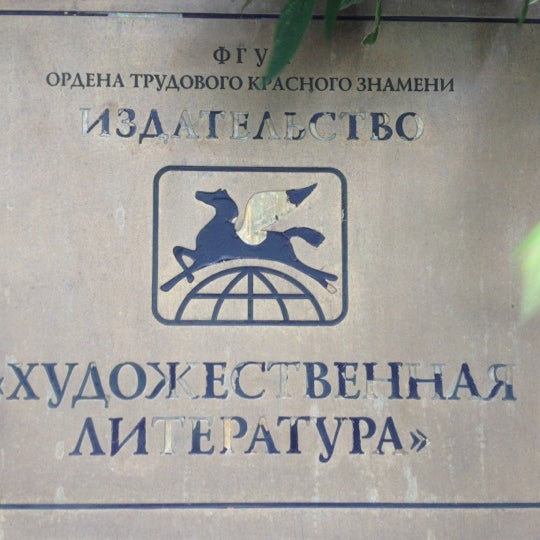 ФГУ
ОРДЕНА ТРУДОВОГО КРАСНОГО ЗНАМЕНИ
ИЗДАТЕЛЬСТВО
«ХУДОЖЕСТВЕННАЯ
ЛИТЕРАТУРА»